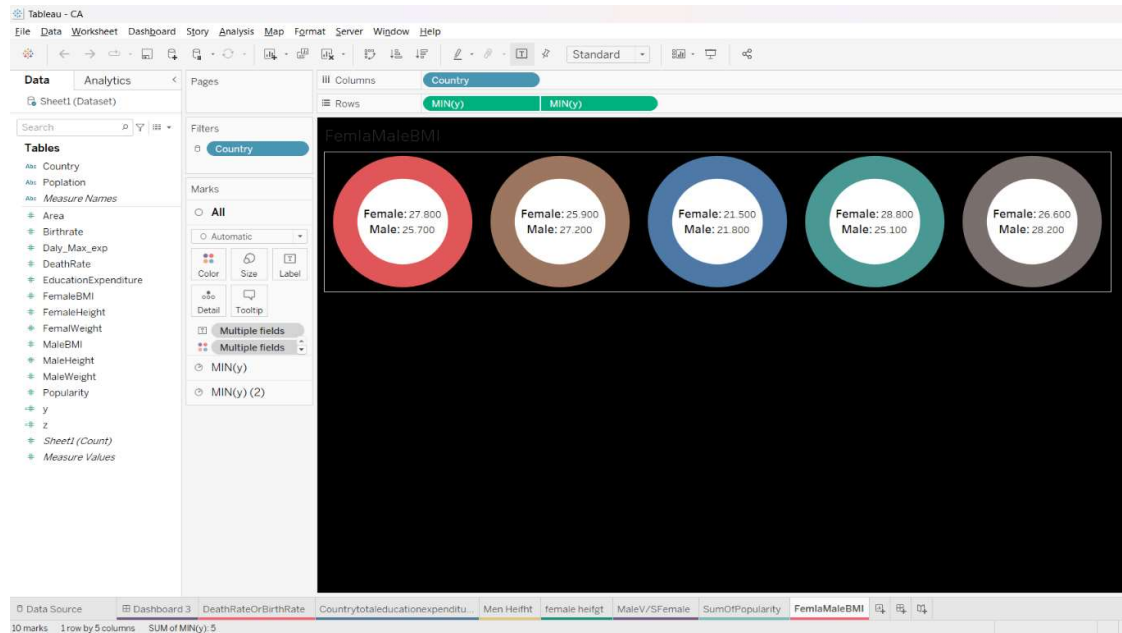 Tableau - CA
File Data Worksheet Dashboard Story Analysis Map Format Server Window Help
Standard
Data Analytics
Sheet1 (Dataset)
Search
Tables
Abc Country
Abc Poplation
Abc Measure Names
# Area
# Birthrate
# Daly_Max_exp
# DeathRate
# EducationExpenditure
# FemaleBMI
# FemaleHeight
# FemalWeight
# MaleBMI
# MaleHeight
# MaleWeight
# Popularity
=# y
=# z
# Sheet1 (Count)
# Measure Values
Pages
Filters
Country
Marks
All
Automatic
Color Size Label
Detail Tooltip
Multiple fields
Multiple fields
MIN(y)
MIN(y) (2)
Columns Country
Rows MIN(y) MIN(y)
FemlaMaleBMI
Female: 27.800
Male: 25.700
Female: 25.900
Male: 27.200
Female: 21.500
Male: 21.800
Female: 28.800
Male: 25.100
Female: 26.600
Male: 28.200
Data Source Dashboard 3 DeathRateOrBirthRate Countrytotaleducationexpenditu... Men Heifht female heifgt MaleV/SFemale SumOfPopularity FemlaMaleBMI
10 marks 1 row by 5 columns SUM of MIN(y): 5